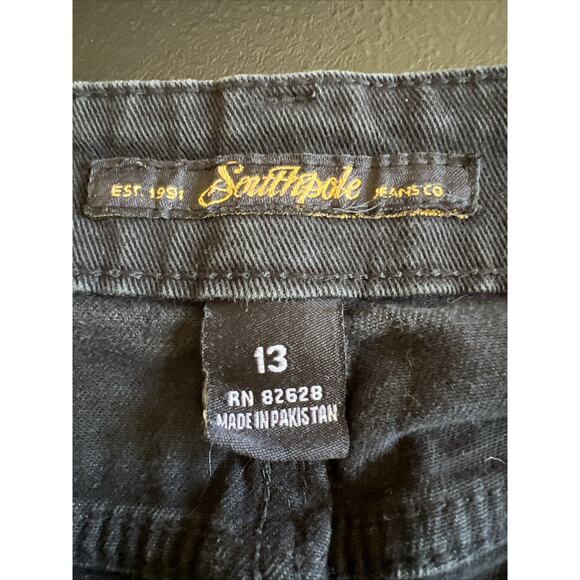 EST. 1991 Southpole JEANS CO.
13
RN 82628
MADE IN PAKISTAN